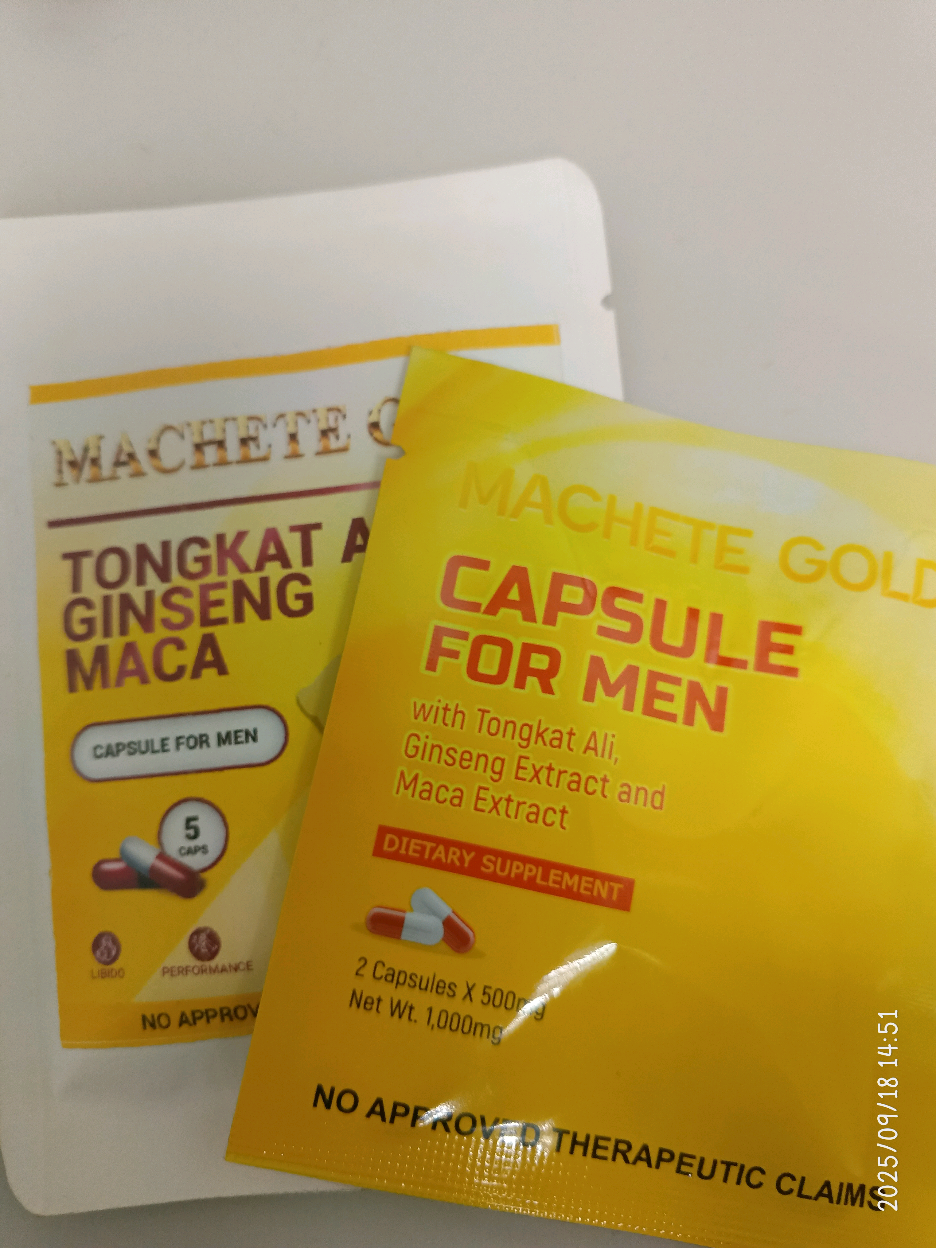 MACHETE
TONGKAT
GINSENG
MACA
CAPSULE FOR MEN
5
CAPS
LIBIDO
PERFORMANCE
NO APPROV
MACHETE GOLD
CAPSULE
FOR MEN
with Tongkat Ali,
Ginseng Extract and
Maca Extract
DIETARY SUPPLEMENT
2 Capsules X 500mg
Net Wt. 1,000mg
NO APPROVED THERAPEUTIC CLAIMS
2025/09/18 14:51